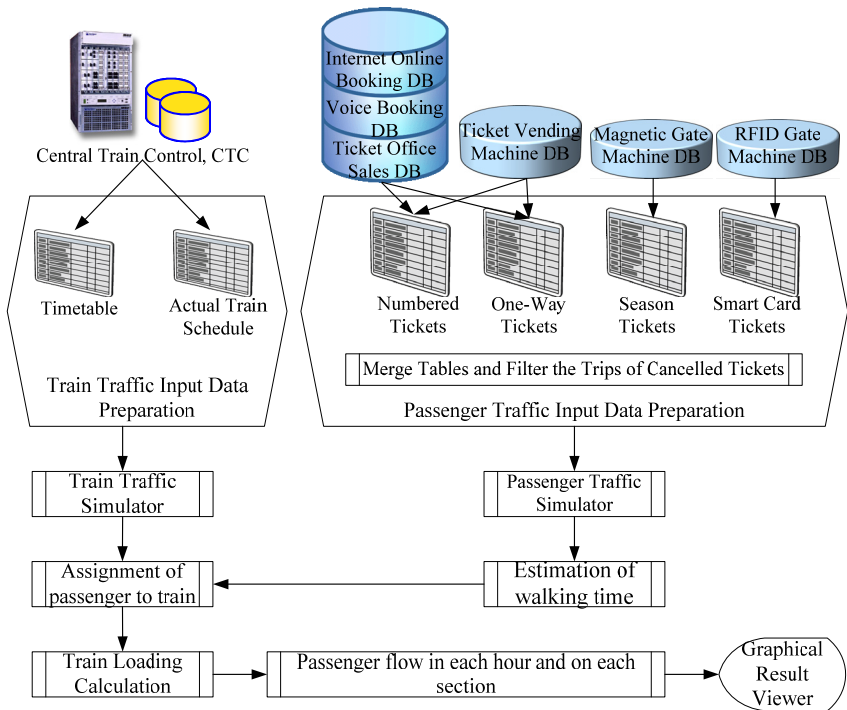 Internet Online
Booking DB
Voice Booking
DB
Ticket Office
Sales DB
Ticket Vending
Machine DB
Magnetic Gate
Machine DB
RFID Gate
Machine DB
Central Train Control, CTC
Timetable
Actual Train
Schedule
Numbered
Tickets
One-Way
Tickets
Season
Tickets
Smart Card
Tickets
Merge Tables and Filter the Trips of Cancelled Tickets
Train Traffic Input Data
Preparation
Passenger Traffic Input Data Preparation
Train Traffic
Simulator
Passenger Traffic
Simulator
Assignment of
passenger to train
Estimation of
walking time
Train Loading
Calculation
Passenger flow in each hour and on each
section
Graphical
Result
Viewer